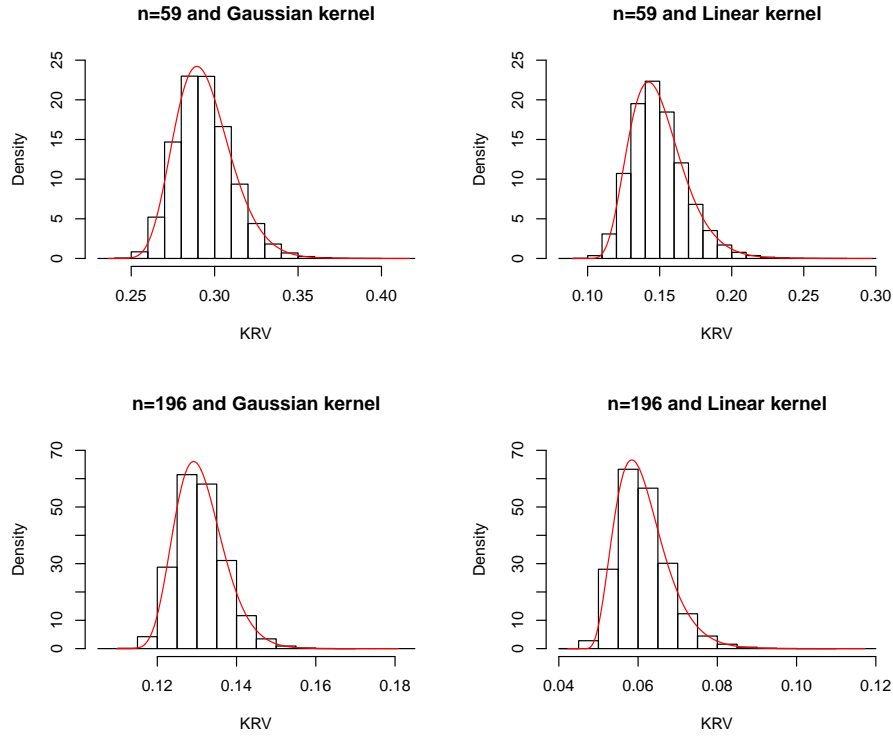 n=59 and Gaussian kernel
Density
0 5 10 15 20 25
0.25 0.30 0.35 0.40
KRV
n=59 and Linear kernel
Density
0 5 10 15 20 25
0.10 0.15 0.20 0.25 0.30
KRV
n=196 and Gaussian kernel
Density
0 10 30 50 70
0.12 0.14 0.16 0.18
KRV
n=196 and Linear kernel
Density
0 10 30 50 70
0.04 0.06 0.08 0.10 0.12
KRV